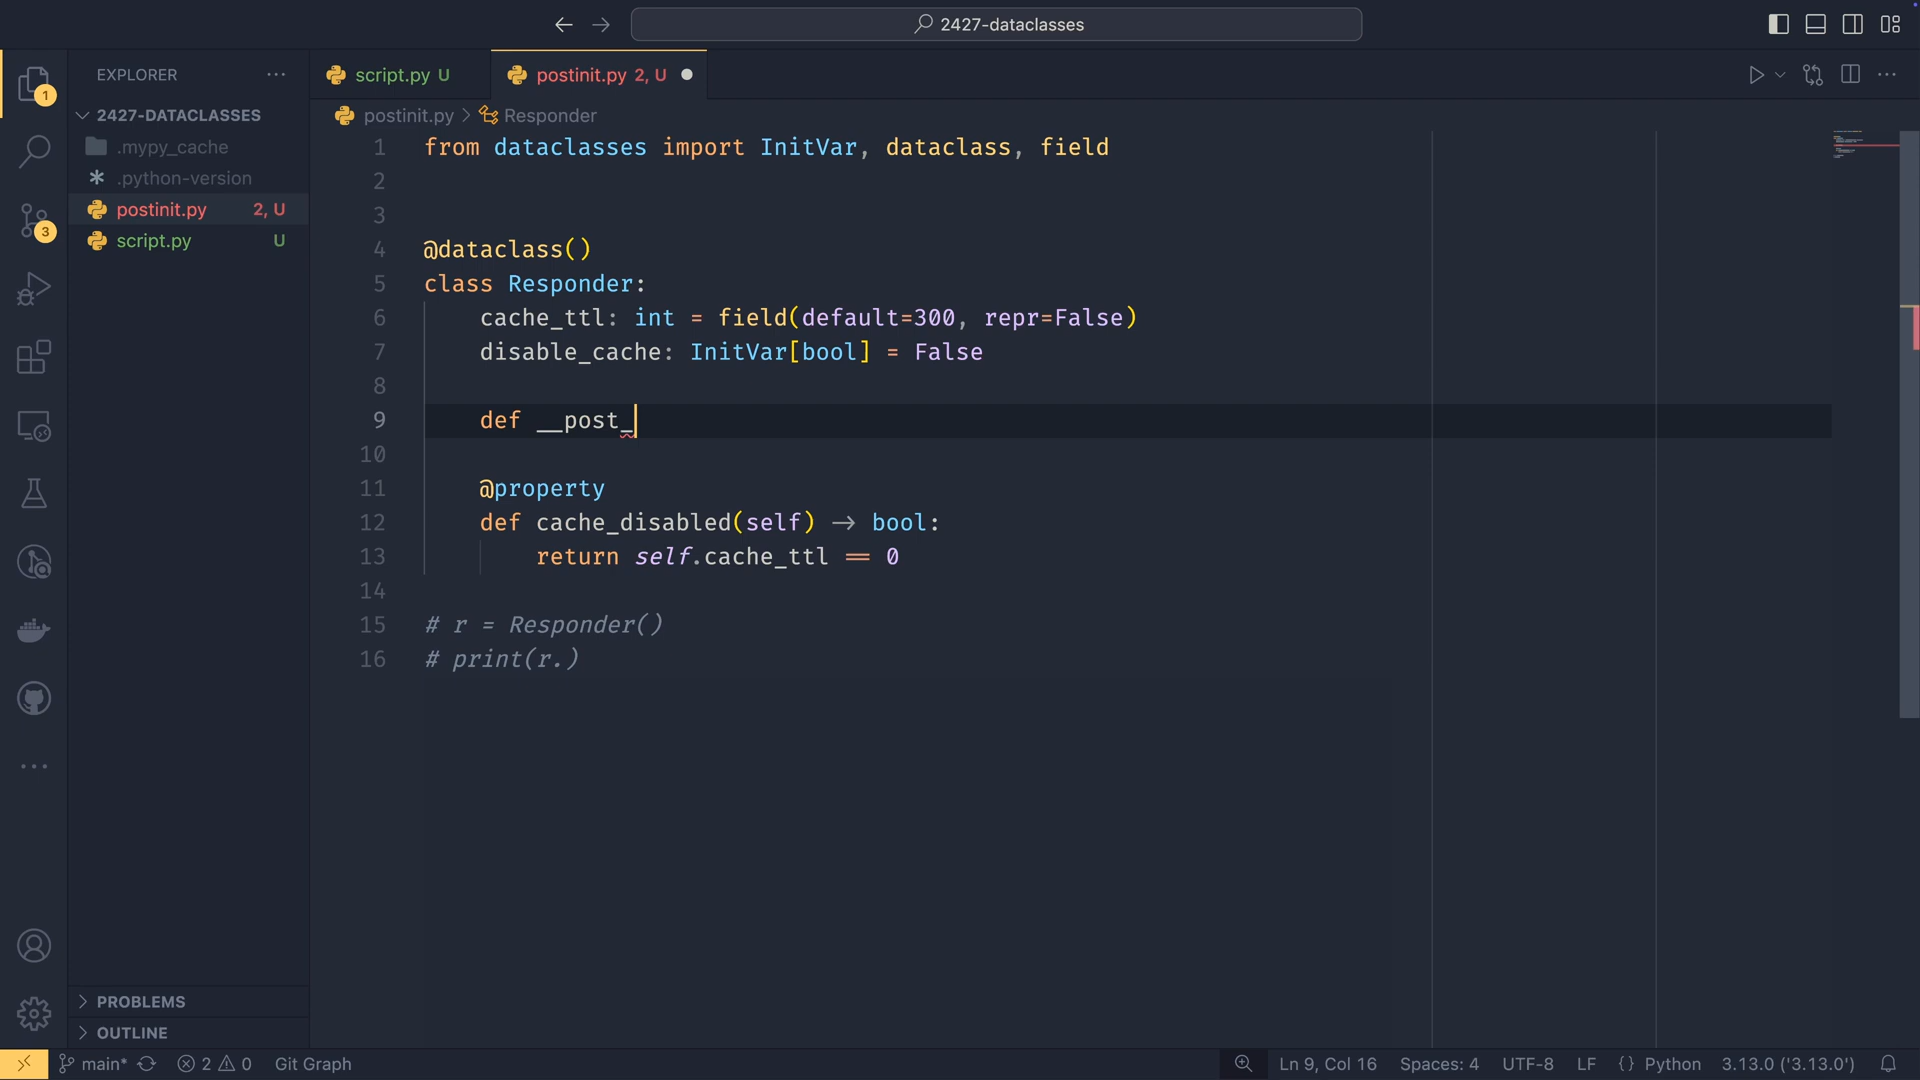 2427-dataclasses
EXPLORER
script.py U
postinit.py 2, U
2427-DATACLASSES
.mypy_cache
.python-version
postinit.py 2, U
script.py U
postinit.py > Responder
1 from dataclasses import InitVar, dataclass, field
2
3
4 @dataclass()
5 class Responder:
6 cache_ttl: int = field(default=300, repr=False)
7 disable_cache: InitVar[bool] = False
8
9 def __post_
10
11 @property
12 def cache_disabled(self) -> bool:
13 return self.cache_ttl == 0
14
15 # r = Responder()
16 # print(r.)
1
3
PROBLEMS
OUTLINE
main* 2 0 Git Graph
Ln 9, Col 16 Spaces: 4 UTF-8 LF {} Python 3.13.0 ('3.13.0')